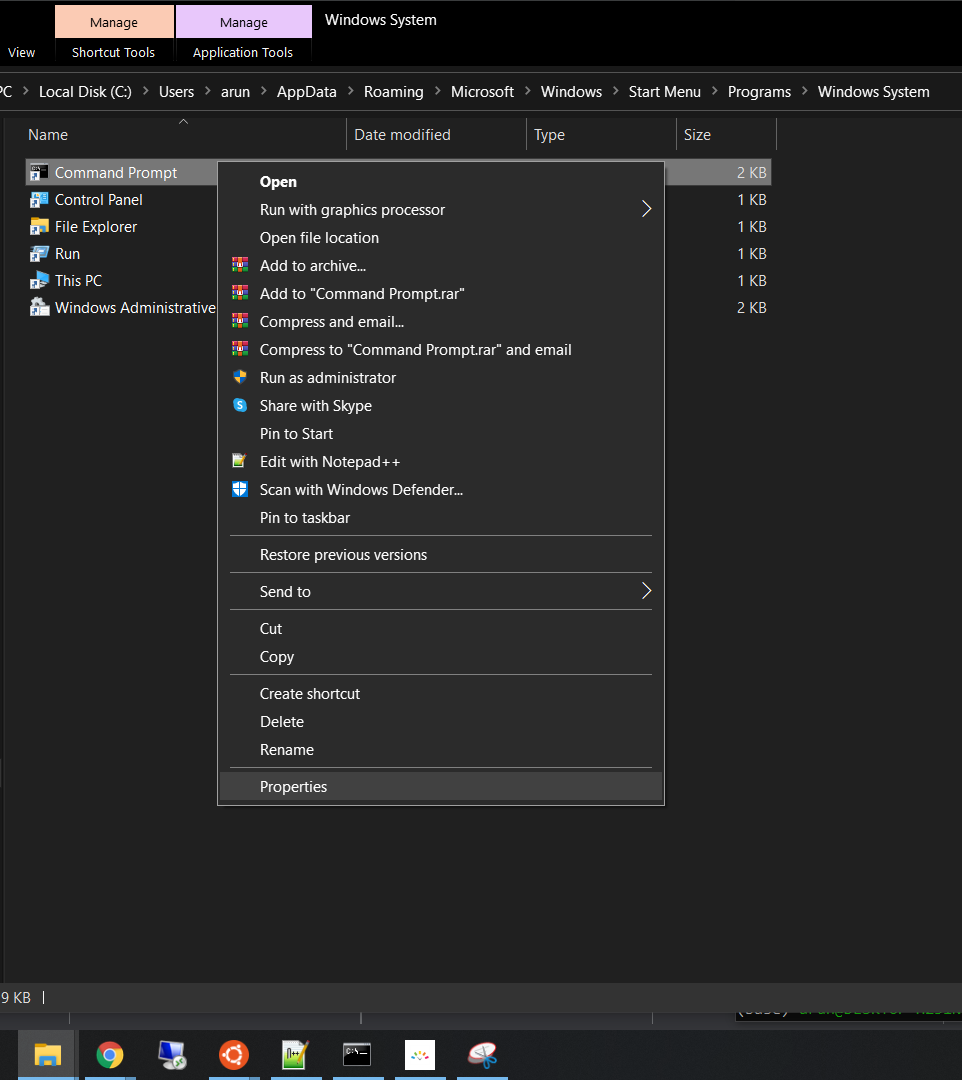 Manage Manage Windows System
View Shortcut Tools Application Tools
PC Local Disk (C:) Users arun AppData Roaming Microsoft Windows Start Menu Programs Windows System
Name Date modified Type Size
Command Prompt 2 KB
Control Panel 1 KB
File Explorer 1 KB
Run 1 KB
This PC 1 KB
Windows Administrative 2 KB
Open
Run with graphics processor
Open file location
Add to archive...
Add to "Command Prompt.rar"
Compress and email...
Compress to "Command Prompt.rar" and email
Run as administrator
Share with Skype
Pin to Start
Edit with Notepad++
Scan with Windows Defender...
Pin to taskbar
Restore previous versions
Send to
Cut
Copy
Create shortcut
Delete
Rename
Properties
9 KB